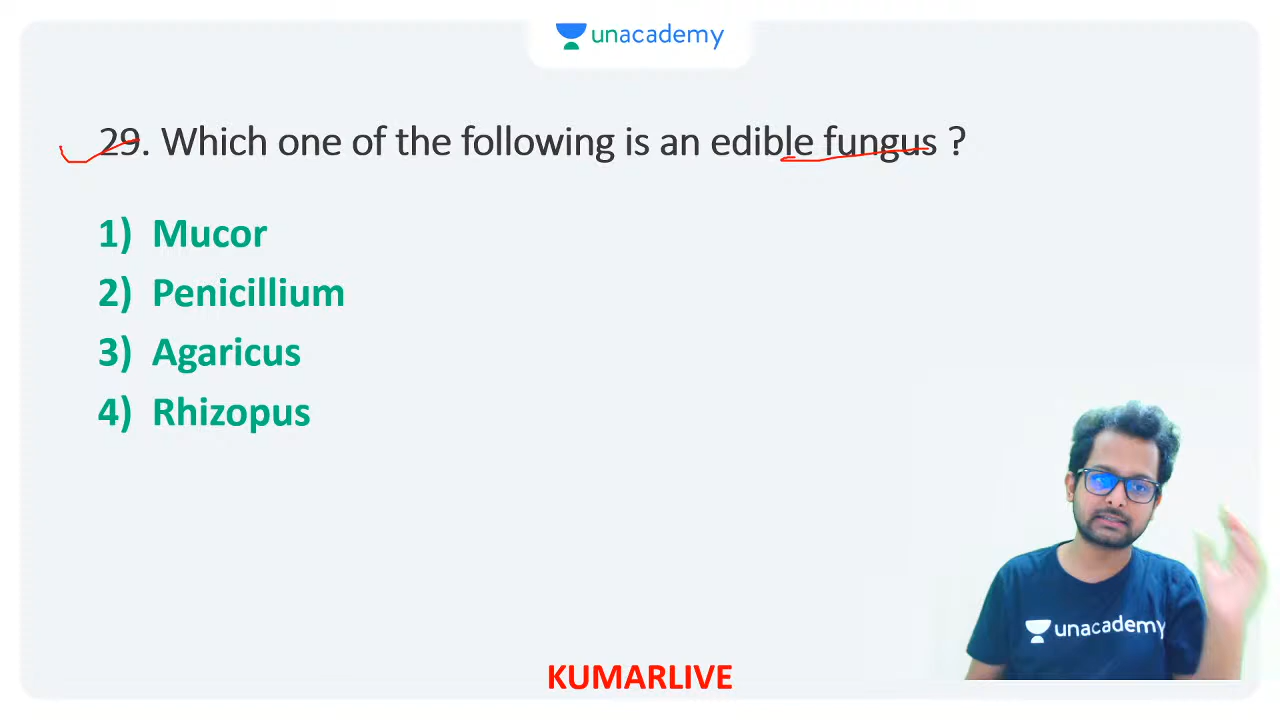 unacademy
29. Which one of the following is an edible fungus ?
1) Mucor
2) Penicillium
3) Agaricus
4) Rhizopus
unacademy
KUMARLIVE